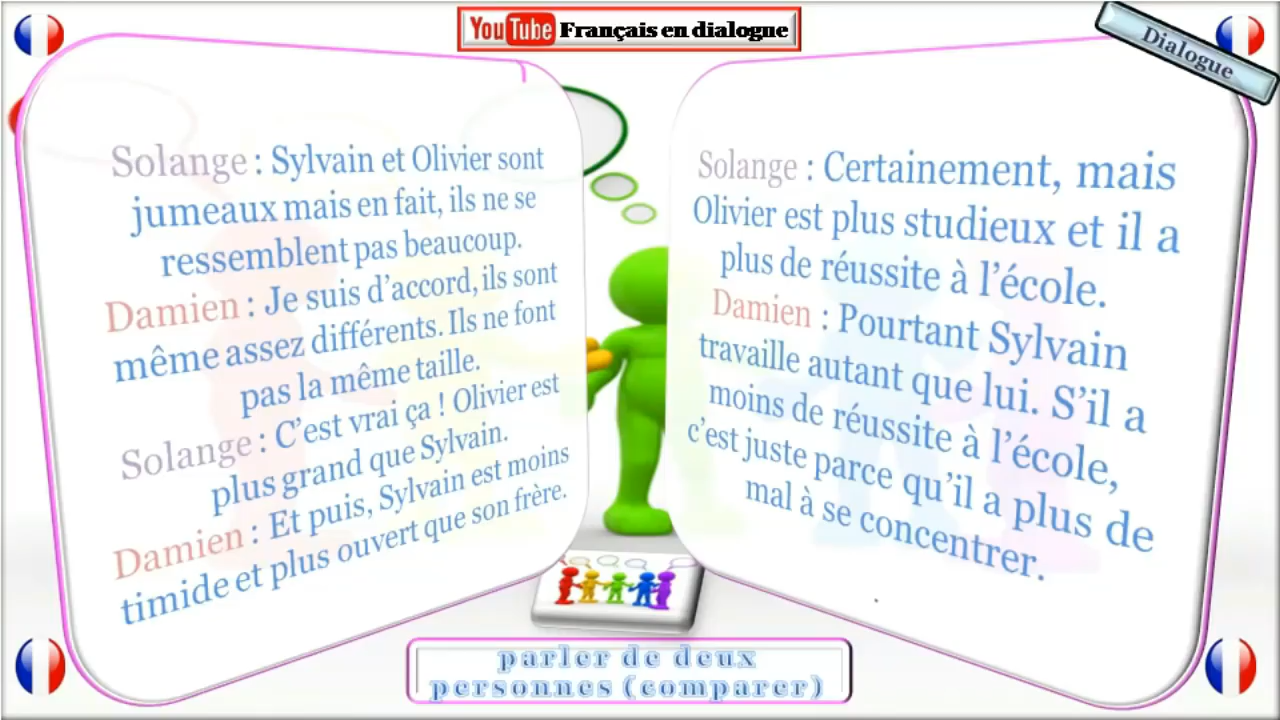 YouTube Français en dialogue
Dialogue
Solange : Sylvain et Olivier sont
jumeaux mais en fait, ils ne se
ressemblent pas beaucoup.
Damien : Je suis d'accord, ils sont
même assez différents. Ils ne font
pas la même taille.
Solange : C'est vrai ça ! Olivier est
plus grand que Sylvain.
Damien : Et puis, Sylvain est moins
timide et plus ouvert que son frère.
Solange : Certainement, mais
Olivier est plus studieux et il a
plus de réussite à l'école.
Damien : Pourtant Sylvain
travaille autant que lui. S'il a
moins de réussite à l'école,
c'est juste parce qu'il a plus de
mal à se concentrer.
parler de deux
personnes (comparer)